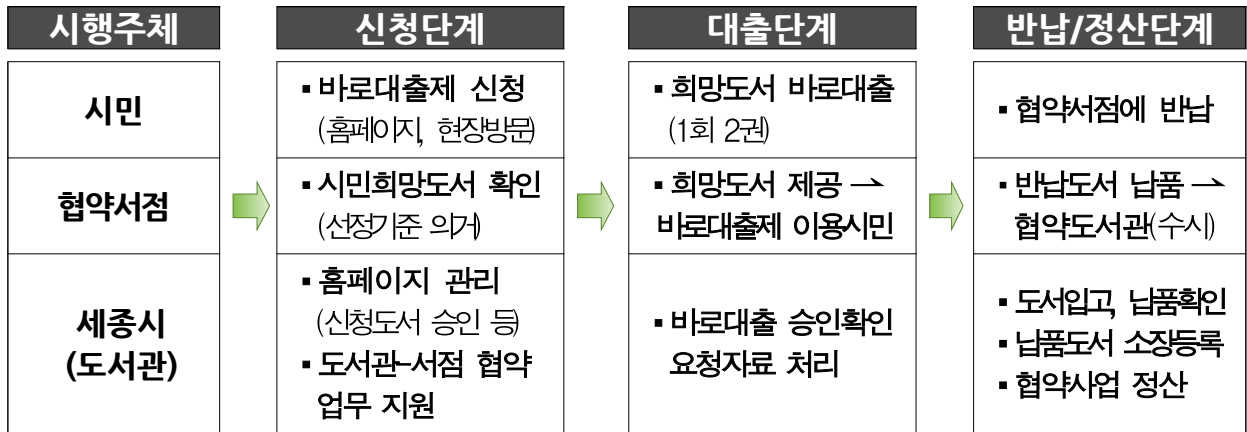 시행주체
신청단계
대출단계
반납/정산단계
시민
▪ 바로대출제 신청
(홈페이지, 현장방문)
▪ 희망도서 바로대출
(1회 2권)
▪ 협약서점에 반납
협약서점
▪ 시민희망도서 확인
(선정기준 의거)
▪ 희망도서 제공 →
바로대출제 이용시민
▪ 반납도서 납품 →
협약도서관(수시)
세종시
(도서관)
▪ 홈페이지 관리
(신청도서 승인 등)
▪ 도서관-서점 협약
업무 지원
▪ 바로대출 승인확인
요청자료 처리
▪ 도서입고, 납품확인
▪ 납품도서 소장등록
▪ 협약사업 정산